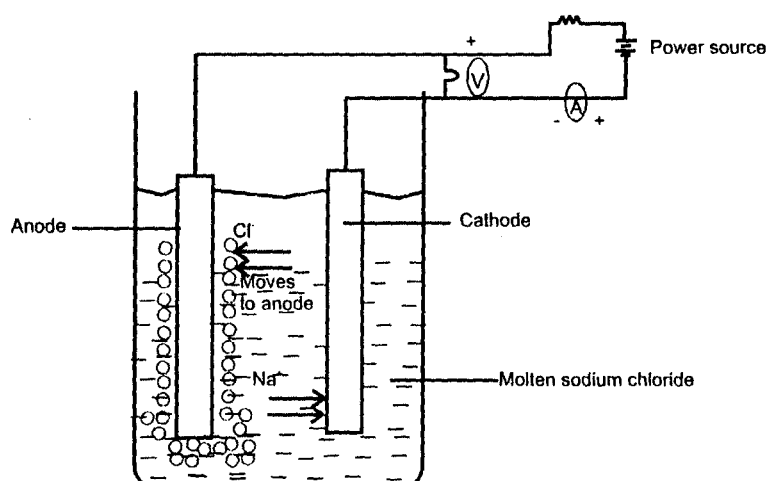 +
Power source
V
A
- +
Anode
Cathode
Cl⁻
Moves
to anode
Na⁺
Molten sodium chloride